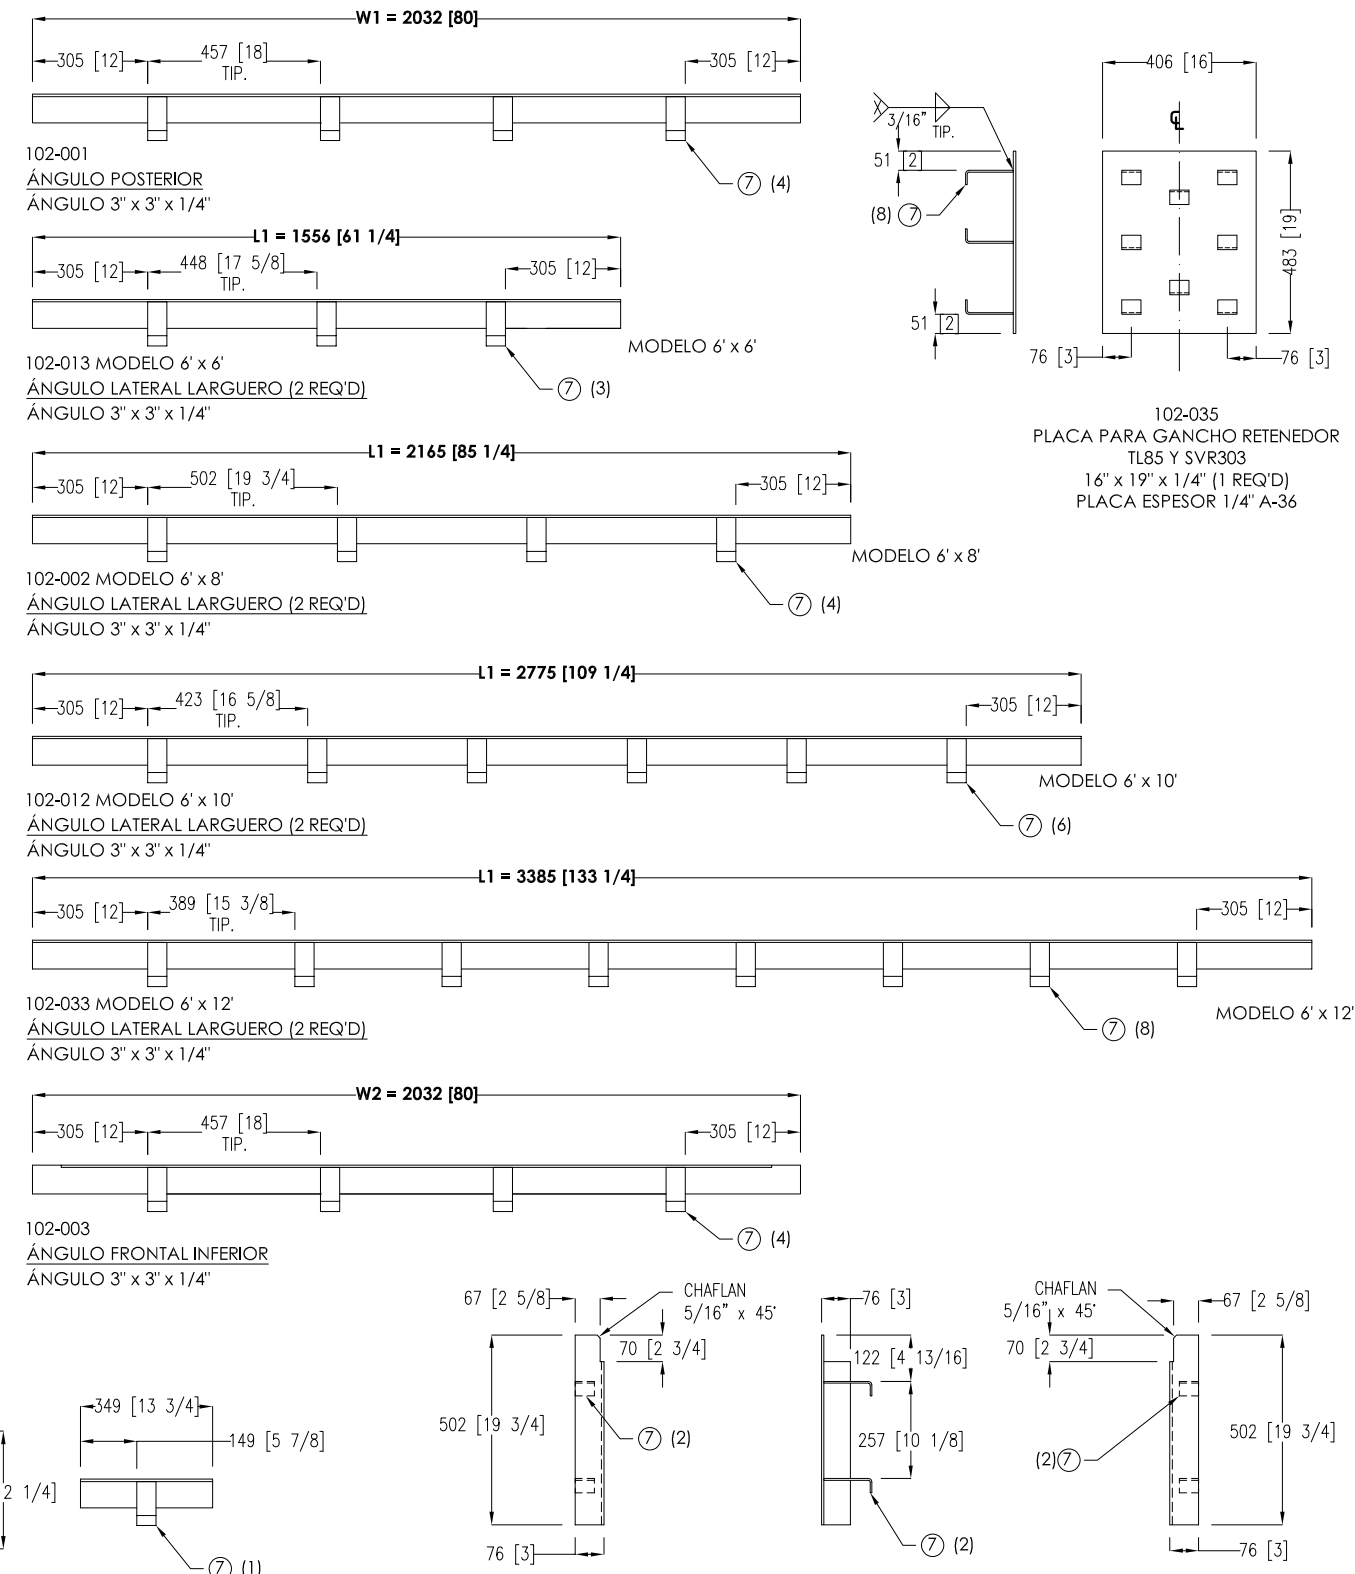 W1 = 2032 [80]
305 [12]
457 [18]
TIP.
305 [12]
102-001
ÁNGULO POSTERIOR
ÁNGULO 3" x 3" x 1/4"
7 (4)
L1 = 1556 [61 1/4]
305 [12]
448 [17 5/8]
TIP.
305 [12]
MODELO 6' x 6'
102-013 MODELO 6' x 6'
ÁNGULO LATERAL LARGUERO (2 REQ'D)
ÁNGULO 3" x 3" x 1/4"
7 (3)
3/16"
TIP.
51 [2]
(8) 7
51 [2]
406 [16]
CL
483 [19]
76 [3]
76 [3]
102-035
PLACA PARA GANCHO RETENEDOR
TL85 Y SVR303
16" x 19" x 1/4" (1 REQ'D)
PLACA ESPESOR 1/4" A-36
L1 = 2165 [85 1/4]
305 [12]
502 [19 3/4]
TIP.
305 [12]
MODELO 6' x 8'
102-002 MODELO 6' x 8'
ÁNGULO LATERAL LARGUERO (2 REQ'D)
ÁNGULO 3" x 3" x 1/4"
7 (4)
L1 = 2775 [109 1/4]
305 [12]
423 [16 5/8]
TIP.
305 [12]
MODELO 6' x 10'
102-012 MODELO 6' x 10'
ÁNGULO LATERAL LARGUERO (2 REQ'D)
ÁNGULO 3" x 3" x 1/4"
7 (6)
L1 = 3385 [133 1/4]
305 [12]
389 [15 3/8]
TIP.
305 [12]
102-033 MODELO 6' x 12'
ÁNGULO LATERAL LARGUERO (2 REQ'D)
ÁNGULO 3" x 3" x 1/4"
7 (8)
MODELO 6' x 12'
W2 = 2032 [80]
305 [12]
457 [18]
TIP.
305 [12]
102-003
ÁNGULO FRONTAL INFERIOR
ÁNGULO 3" x 3" x 1/4"
7 (4)
2 1/4]
349 [13 3/4]
149 [5 7/8]
7 (1)
67 [2 5/8]
CHAFLAN
5/16" x 45°
70 [2 3/4]
502 [19 3/4]
7 (2)
76 [3]
76 [3]
122 [4 13/16]
257 [10 1/8]
7 (2)
CHAFLAN
5/16" x 45°
67 [2 5/8]
70 [2 3/4]
502 [19 3/4]
(2) 7
76 [3]